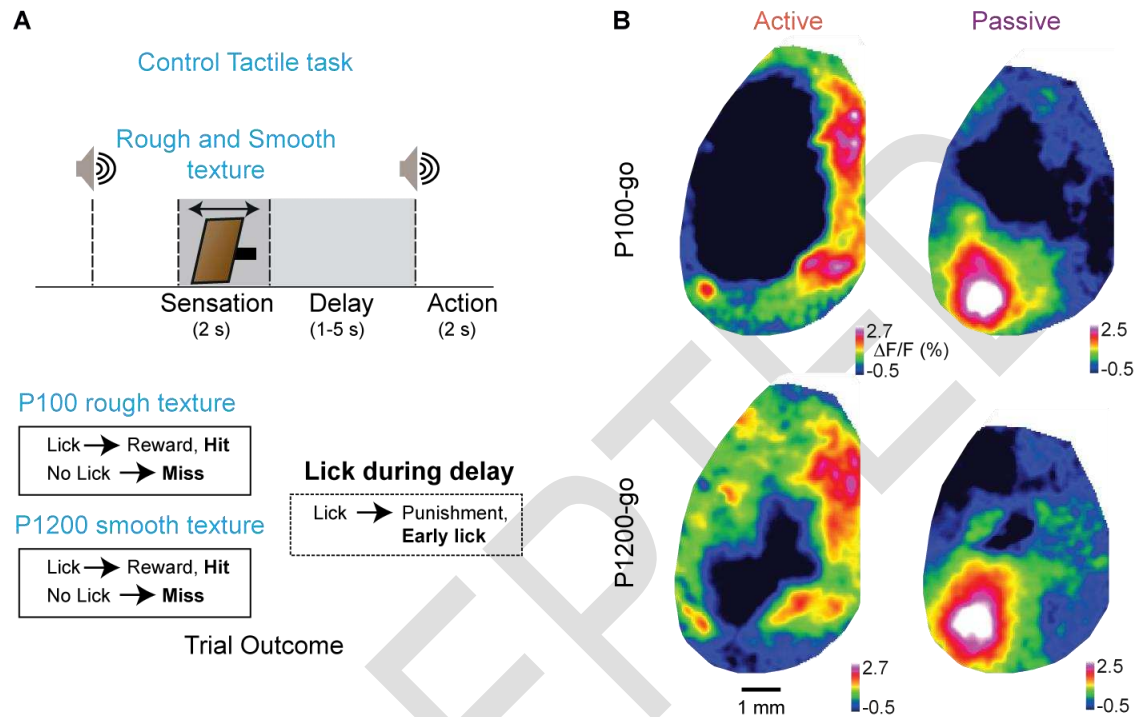 A
Control Tactile task
Rough and Smooth
texture
Sensation
(2 s)
Delay
(1-5 s)
Action
(2 s)
P100 rough texture
Lick → Reward, Hit
No Lick → Miss
P1200 smooth texture
Lick → Reward, Hit
No Lick → Miss
Lick during delay
Lick → Punishment,
Early lick
Trial Outcome
B
Active
Passive
P100-go
2.7
ΔF/F (%)
-0.5
2.5
-0.5
P1200-go
2.7
-0.5
2.5
-0.5
1 mm
EPTED